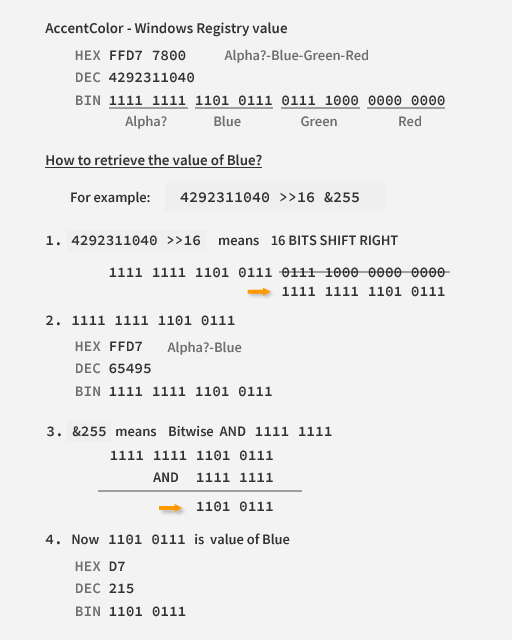 AccentColor - Windows Registry value
HEX FFD7 7800 Alpha?-Blue-Green-Red
DEC 4292311040
BIN 1111 1111 1101 0111 0111 1000 0000 0000
Alpha? Blue Green Red
How to retrieve the value of Blue?
For example: 4292311040 >>16 &255
1. 4292311040 >>16 means 16 BITS SHIFT RIGHT
1111 1111 1101 0111 0111 1000 0000 0000
1111 1111 1101 0111
2. 1111 1111 1101 0111
HEX FFD7 Alpha?-Blue
DEC 65495
BIN 1111 1111 1101 0111
3. &255 means Bitwise AND 1111 1111
1111 1111 1101 0111
AND 1111 1111
1101 0111
4. Now 1101 0111 is value of Blue
HEX D7
DEC 215
BIN 1101 0111